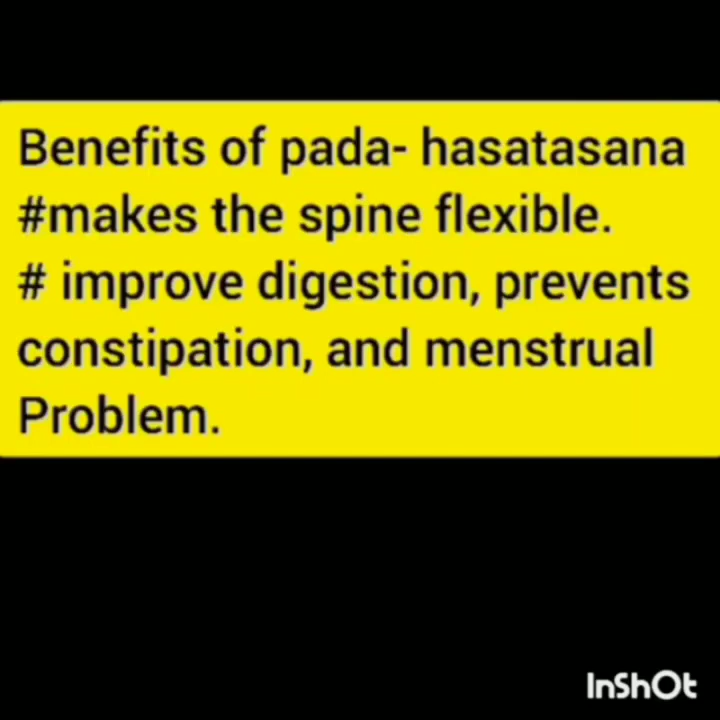 Benefits of pada- hasatasana
#makes the spine flexible.
# improve digestion, prevents
constipation, and menstrual
Problem.
InShOt